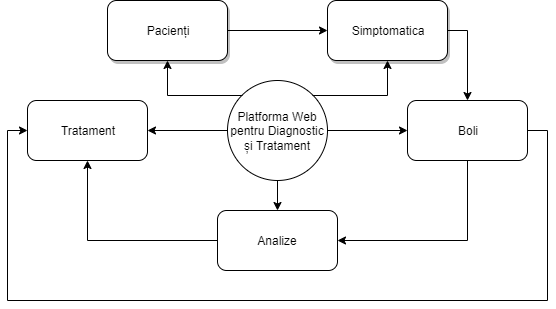 Pacienți
Simptomatica
Platforma Web
pentru Diagnostic
și Tratament
Tratament
Boli
Analize